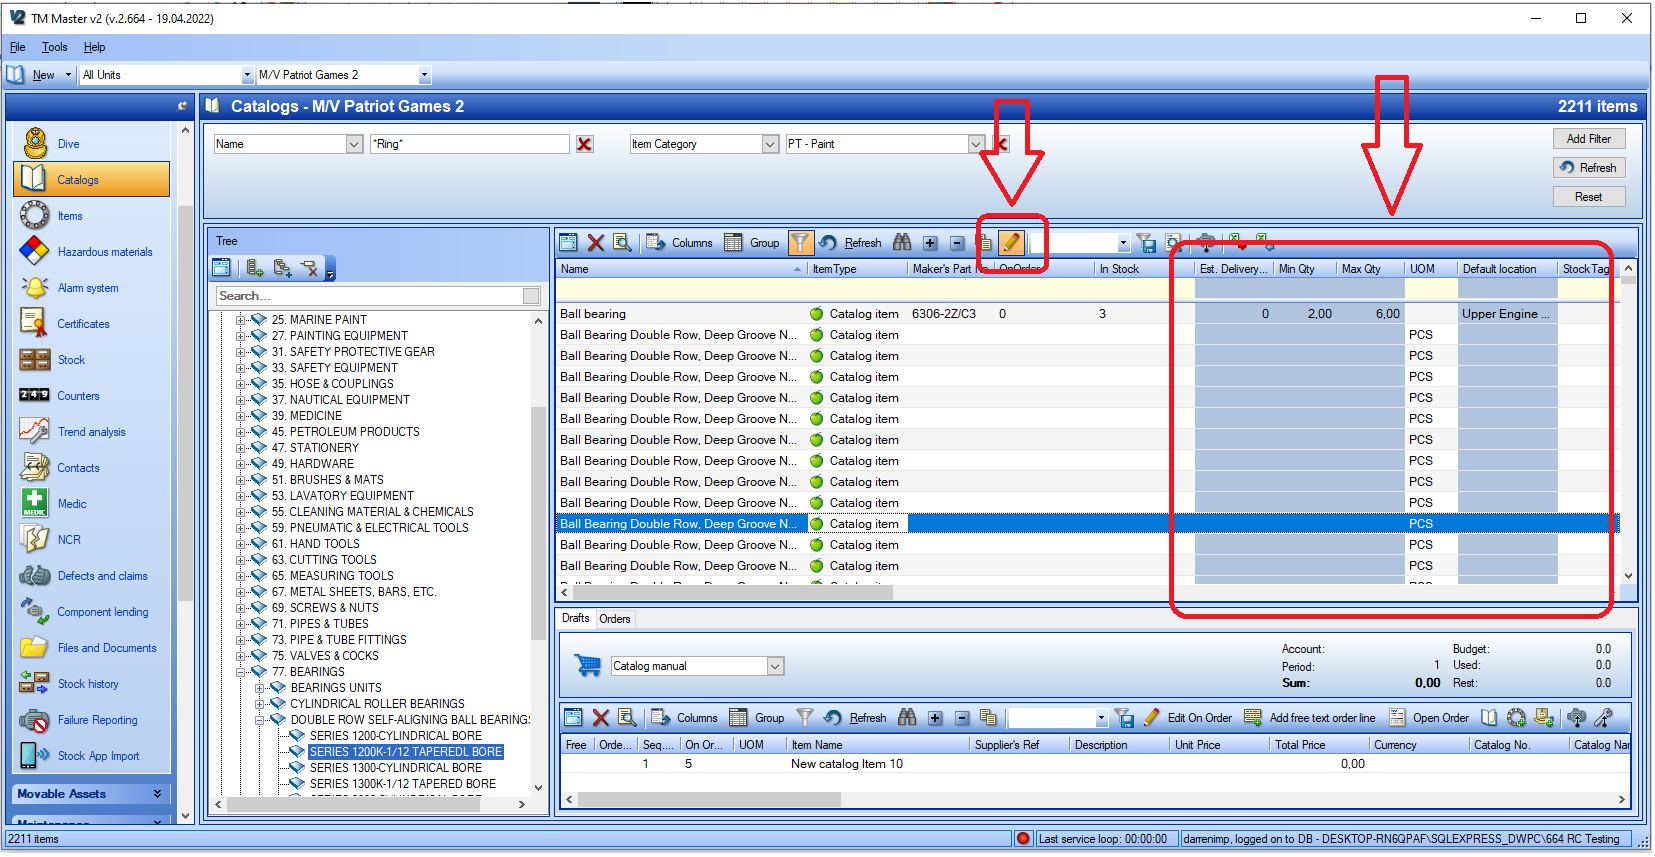 TM Master v2 (v.2.664 - 19.04.2022)
File Tools Help
New All Units M/V Patriot Games 2
Catalogs - M/V Patriot Games 2 2211 items
Name *Ring* Item Category PT - Paint Add Filter
Refresh
Reset
Dive
Catalogs
Items
Hazardous materials
Alarm system
Certificates
Stock
249 Counters
Trend analysis
Contacts
MEDIC Medic
NCR
Defects and claims
Component lending
Files and Documents
Stock history
Failure Reporting
Stock App Import
Movable Assets
Tree
Search...
25. MARINE PAINT
27. PAINTING EQUIPMENT
31. SAFETY PROTECTIVE GEAR
33. SAFETY EQUIPMENT
35. HOSE & COUPLINGS
37. NAUTICAL EQUIPMENT
39. MEDICINE
45. PETROLEUM PRODUCTS
47. STATIONERY
49. HARDWARE
51. BRUSHES & MATS
53. LAVATORY EQUIPMENT
55. CLEANING MATERIAL & CHEMICALS
59. PNEUMATIC & ELECTRICAL TOOLS
61. HAND TOOLS
63. CUTTING TOOLS
65. MEASURING TOOLS
67. METAL SHEETS, BARS, ETC.
69. SCREWS & NUTS
71. PIPES & TUBES
73. PIPE & TUBE FITTINGS
75. VALVES & COCKS
77. BEARINGS
BEARINGS UNITS
CYLINDRICAL ROLLER BEARINGS
DOUBLE ROW SELF-ALIGNING BALL BEARINGS
SERIES 1200-CYLINDRICAL BORE
SERIES 1200K-1/12 TAPEREDL BORE
SERIES 1300-CYLINDRICAL BORE
SERIES 1300K-1/12 TAPERED BORE
Columns Group Refresh
Name ItemType Maker's Part No OnOrder In Stock Est. Delivery... Min Qty Max Qty UOM Default location Stock Tag
Ball bearing Catalog item 6306-2Z/C3 0 3 0 2,00 6,00 Upper Engine ...
Ball Bearing Double Row, Deep Groove N... Catalog item PCS
Ball Bearing Double Row, Deep Groove N... Catalog item PCS
Ball Bearing Double Row, Deep Groove N... Catalog item PCS
Ball Bearing Double Row, Deep Groove N... Catalog item PCS
Ball Bearing Double Row, Deep Groove N... Catalog item PCS
Ball Bearing Double Row, Deep Groove N... Catalog item PCS
Ball Bearing Double Row, Deep Groove N... Catalog item PCS
Ball Bearing Double Row, Deep Groove N... Catalog item PCS
Ball Bearing Double Row, Deep Groove N... Catalog item PCS
Ball Bearing Double Row, Deep Groove N... Catalog item PCS
Ball Bearing Double Row, Deep Groove N... Catalog item PCS
Ball Bearing Double Row, Deep Groove N... Catalog item PCS
Drafts Orders
Catalog manual
Account: Budget: 0.0
Period: 1 Used: 0.0
Sum: 0,00 Rest: 0.0
Columns Group Refresh Edit On Order Add free text order line Open Order
Free Orde... Seq... On Or... UOM Item Name Supplier's Ref Description Unit Price Total Price Currency Catalog No. Catalog Nar
1 5 New catalog Item 10 0,00
2211 items Last service loop: 00:00:00 darrenimp, logged on to DB - DESKTOP-RN6QPAF\SQLEXPRESS_DWPC\664 RC Testing